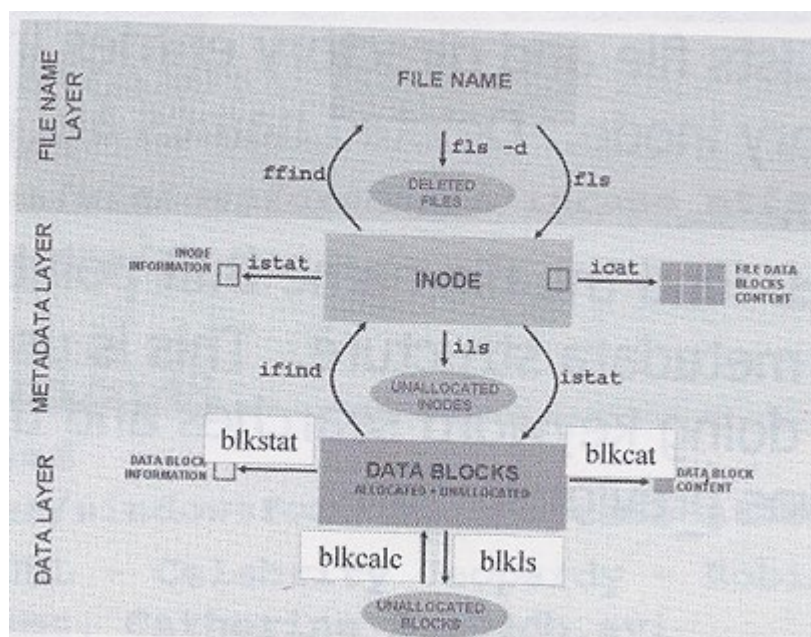 FILE NAME
LAYER
FILE NAME
fls -d
ffind
fls
DELETED
FILES
METADATA LAYER
INODE
INFORMATION
istat
INODE
icat
FILE DATA
BLOCKS
CONTENT
ils
ifind
istat
UNALLOCATED
INODES
DATA LAYER
blkstat
blkcat
DATA BLOCK
INFORMATION
DATA BLOCKS
ALLOCATED + UNALLOCATED
DATA BLOCK
CONTENT
blkcalc
blkls
UNALLOCATED
BLOCKS